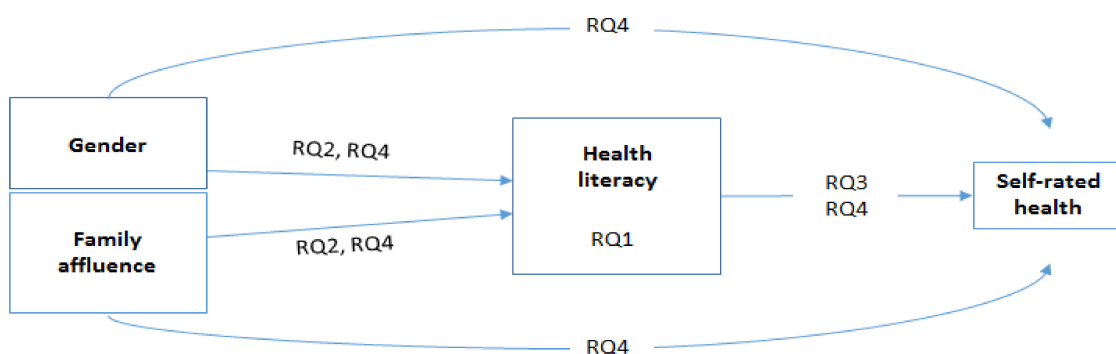 RQ4
Gender
RQ2, RQ4
Health
literacy
RQ1
RQ3
RQ4
Self-rated
health
Family
affluence
RQ2, RQ4
RQ4